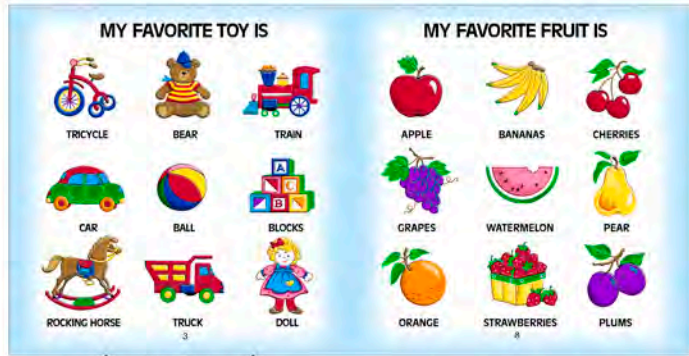 MY FAVORITE TOY IS
TRICYCLE
BEAR
TRAIN
A
C
B
CAR
BALL
BLOCKS
ROCKING HORSE
TRUCK
DOLL
3
MY FAVORITE FRUIT IS
APPLE
BANANAS
CHERRIES
GRAPES
WATERMELON
PEAR
ORANGE
STRAWBERRIES
PLUMS
8